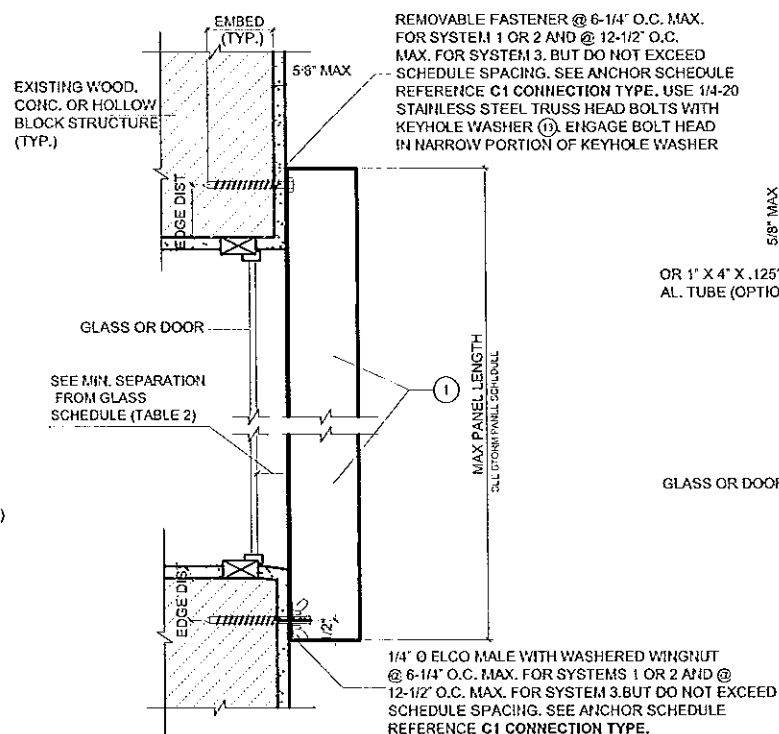 EMBED
(TYP.)
REMOVABLE FASTENER @ 6-1/4" O.C. MAX.
FOR SYSTEM 1 OR 2 AND @ 12-1/2" O.C.
MAX. FOR SYSTEM 3. BUT DO NOT EXCEED
SCHEDULE SPACING. SEE ANCHOR SCHEDULE
REFERENCE C1 CONNECTION TYPE. USE 1/4-20
STAINLESS STEEL TRUSS HEAD BOLTS WITH
KEYHOLE WASHER (13). ENGAGE BOLT HEAD
IN NARROW PORTION OF KEYHOLE WASHER
MAX
EXISTING WOOD.
CONC. OR HOLLOW
BLOCK STRUCTURE
(TYP.)
EDGE DIST.
5/8" MAX
OR 1" X 4" X .125"
AL. TUBE (OPTIO
GLASS OR DOOR
SEE MIN. SEPARATION
FROM GLASS
SCHEDULE (TABLE 2)
1
MAX PANEL LENGTH
SEE STORM PANEL SCHEDULE
GLASS OR DOOR
)
EDGE DIST
1/2"
1/4" Ø ELCO MALE WITH WASHERED WINGNUT
@ 6-1/4" O.C. MAX. FOR SYSTEMS 1 OR 2 AND @
12-1/2" O.C. MAX. FOR SYSTEM 3.BUT DO NOT EXCEED
SCHEDULE SPACING. SEE ANCHOR SCHEDULE
REFERENCE C1 CONNECTION TYPE.